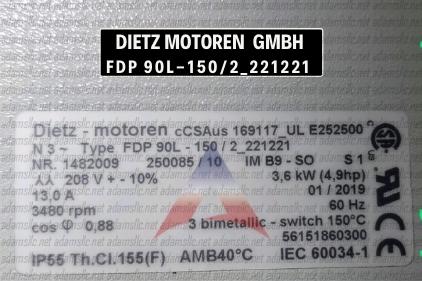 DIETZ MOTOREN GMBH
FDP 90L-150/2_221221
Dietz - motoren cCSAus 169117_UL E252500
N 3 ~ Type FDP 90L - 150 / 2_221221
NR. 1482009 250085 / 10 IM B9 - SO S 1
⅄⅄ 208 V + - 10% 3,6 kW (4,9hp)
13,0 A 01 / 2019
3480 rpm 60 Hz
cos φ 0,88 3 bimetallic - switch 150°C
56151860300
IP55 Th.Cl.155(F) AMB40°C IEC 60034-1